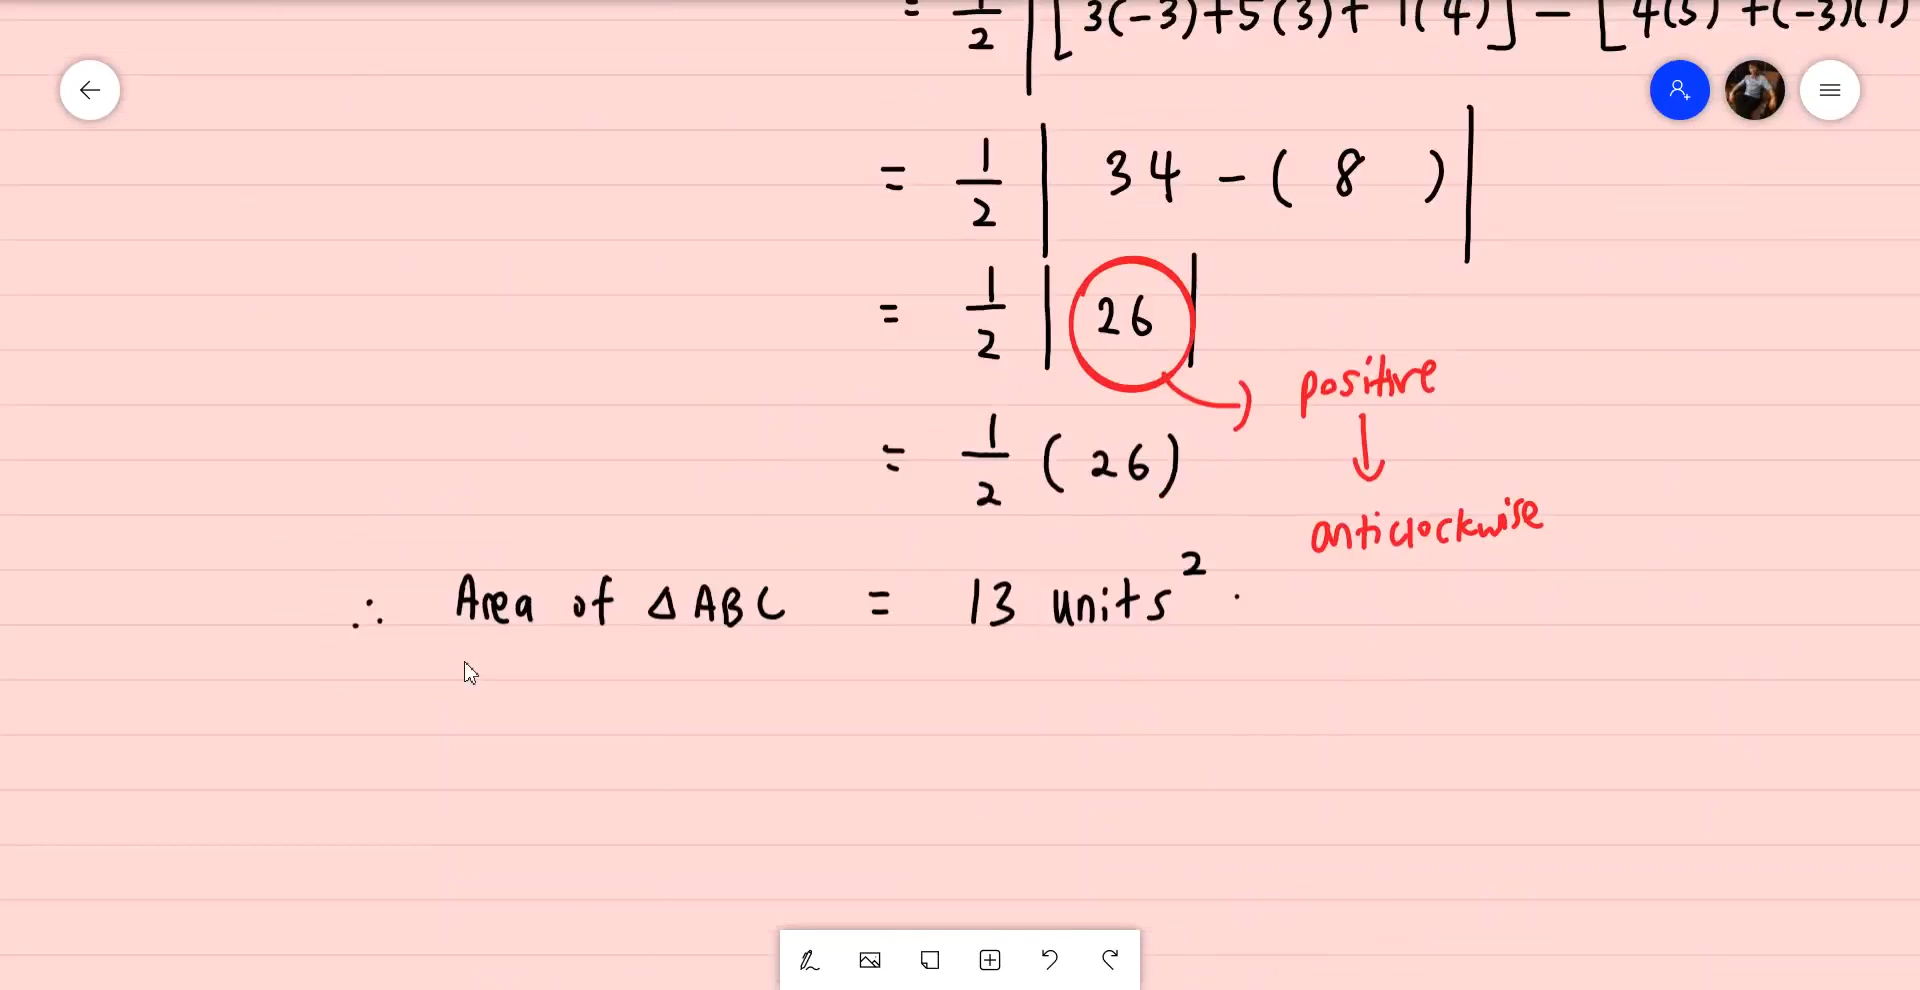 = 1/2 | [ 3(-3)+5(3)+ 1(4)] - [ 4(5) +(-3)(1)
= 1/2 | 34 - ( 8 ) |
= 1/2 | 26 |
positive
= 1/2 ( 26 )
anticlockwise
∴ Area of △ ABC = 13 units² .